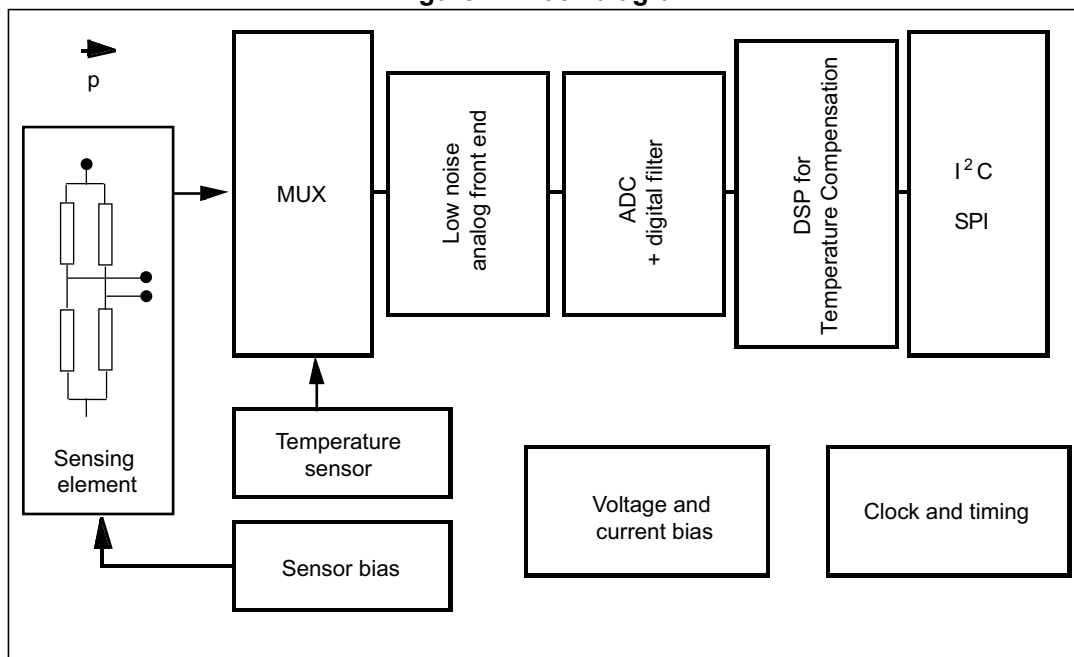 p
Sensing
element
MUX
Low noise
analog front end
ADC
+ digital filter
DSP for
Temperature Compensation
I²C
SPI
Temperature
sensor
Sensor bias
Voltage and
current bias
Clock and timing